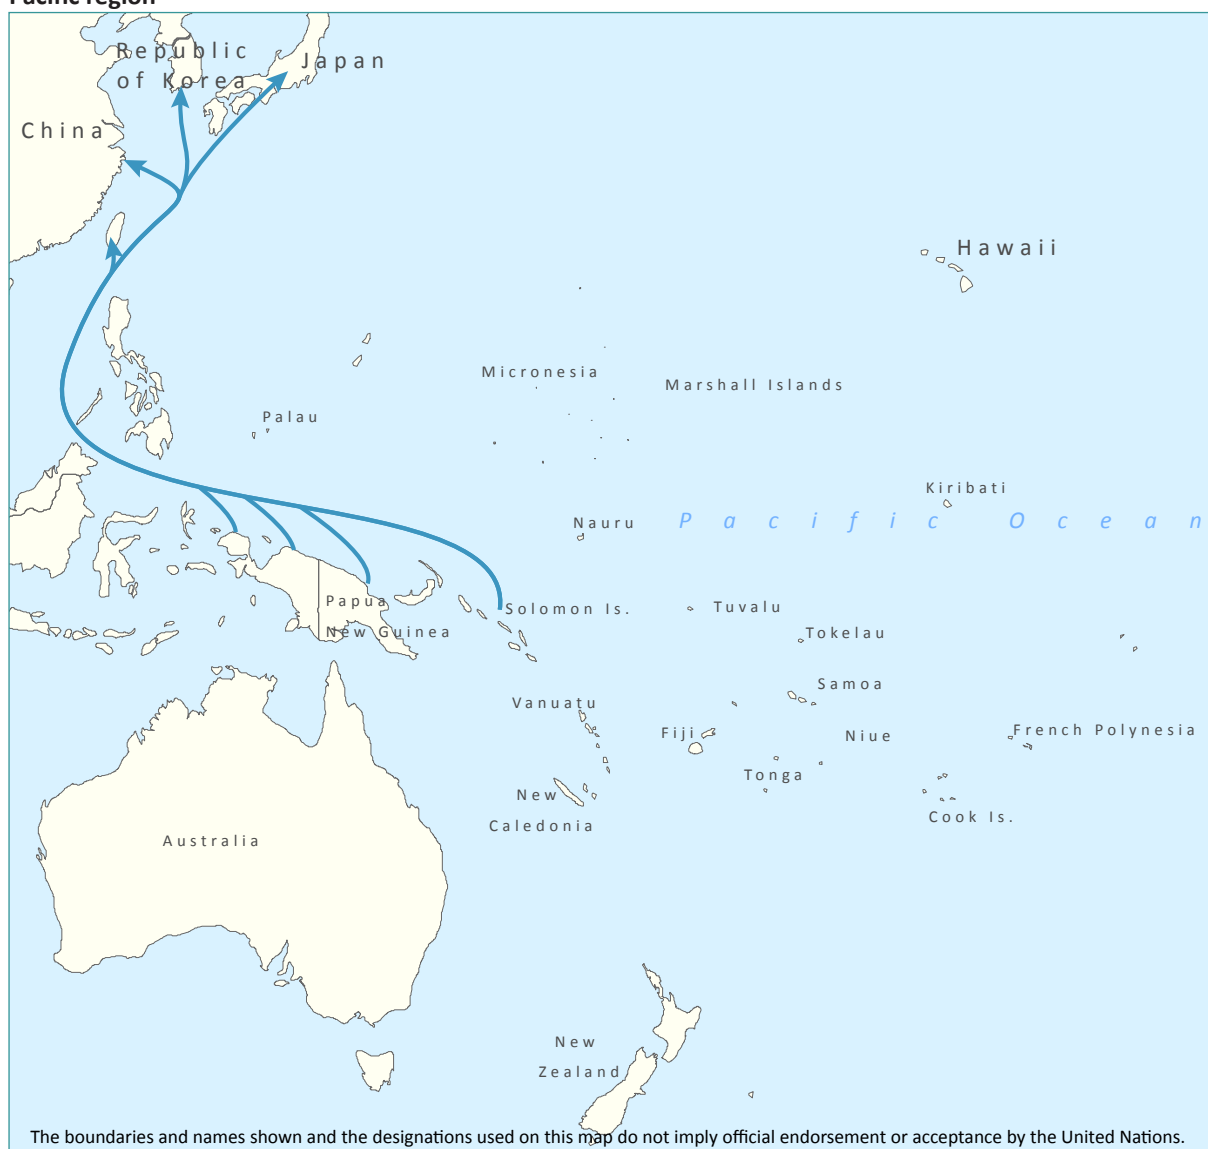 Pacific region
Republic
of Korea
Japan
China
Hawaii
Micronesia
Marshall Islands
Palau
Kiribati
Nauru
Pacific Ocean
Papua
New Guinea
Solomon Is.
Tuvalu
Tokelau
Samoa
Vanuatu
Fiji
Niue
French Polynesia
Tonga
New
Caledonia
Cook Is.
Australia
New
Zealand
The boundaries and names shown and the designations used on this map do not imply official endorsement or acceptance by the United Nations.